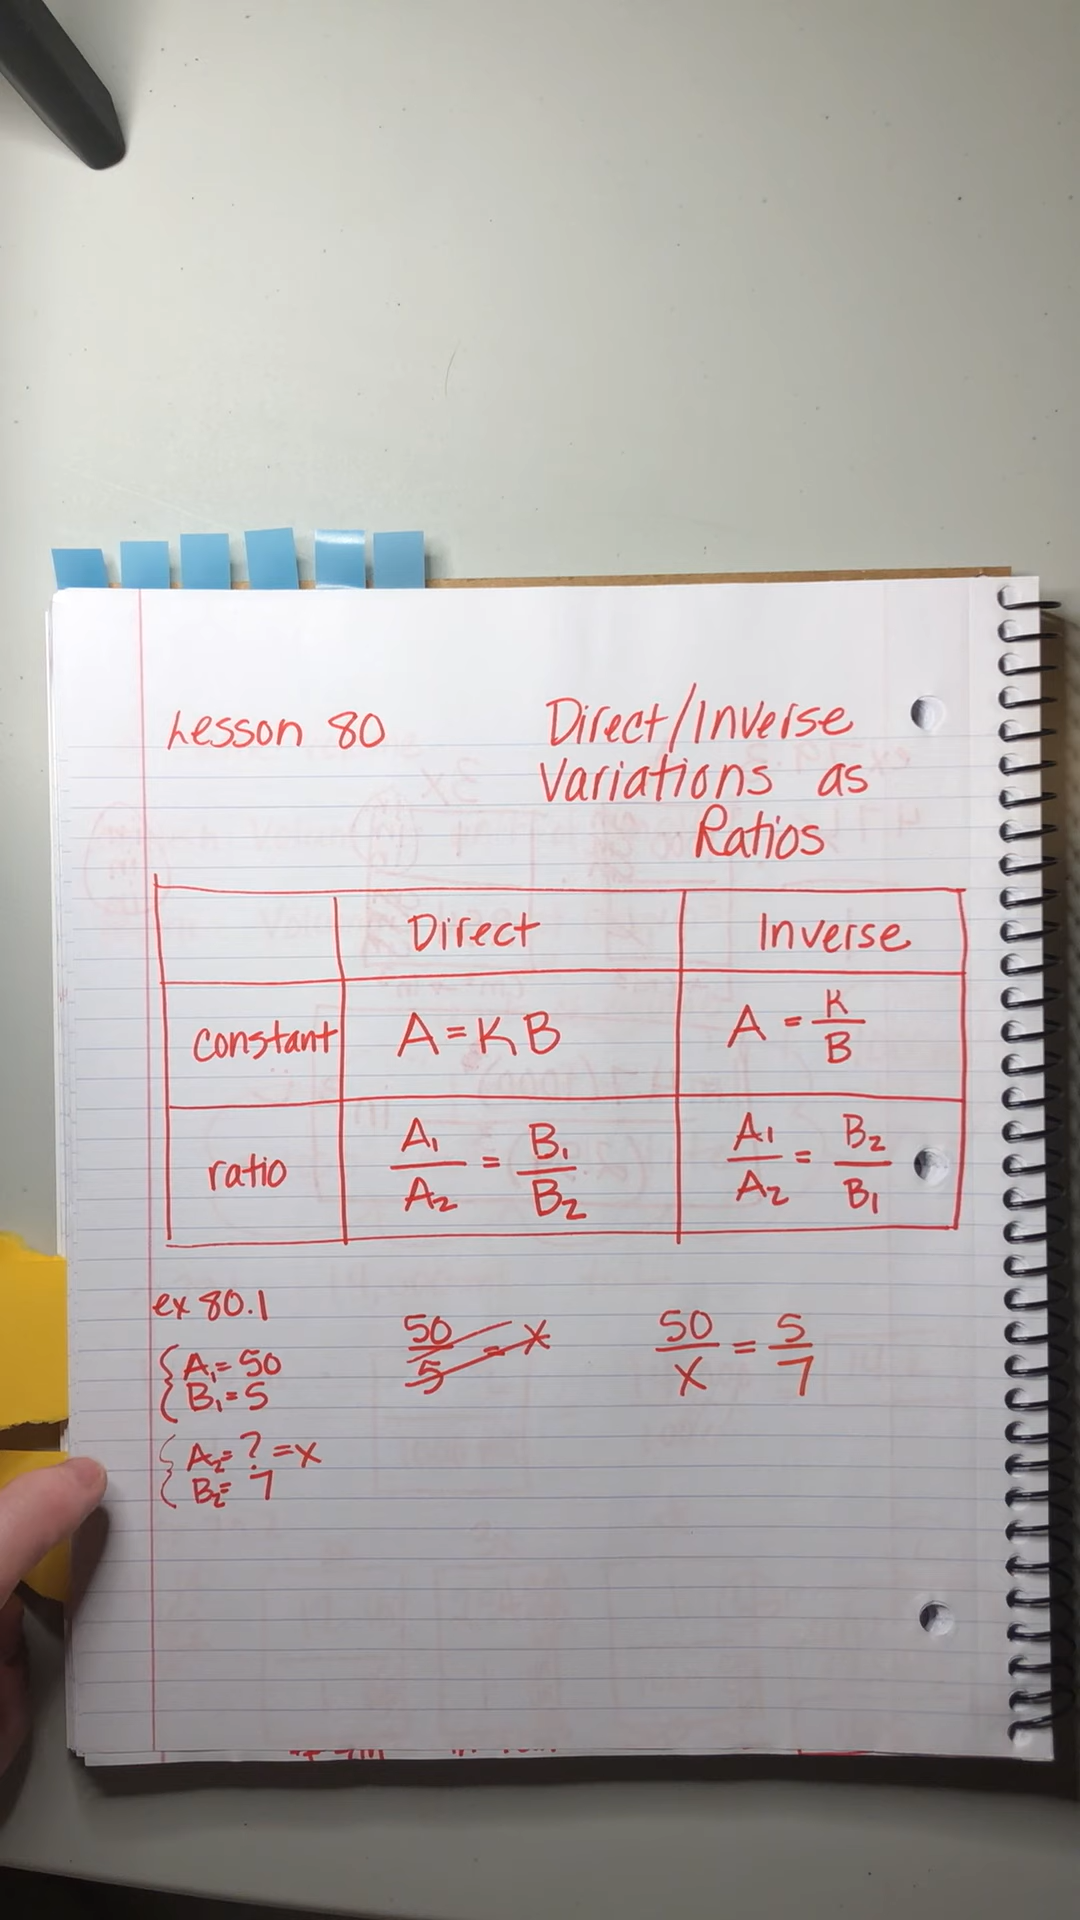 Lesson 80
Direct/Inverse
Variations as
Ratios
Direct Inverse
constant A=KB A = K/B
ratio A₁/A₂ = B₁/B₂ A₁/A₂ = B₂/B₁
ex 80.1
A₁= 50
B₁= 5
A₂= ? =x
B₂= 7
50/5 = x
50/x = 5/7